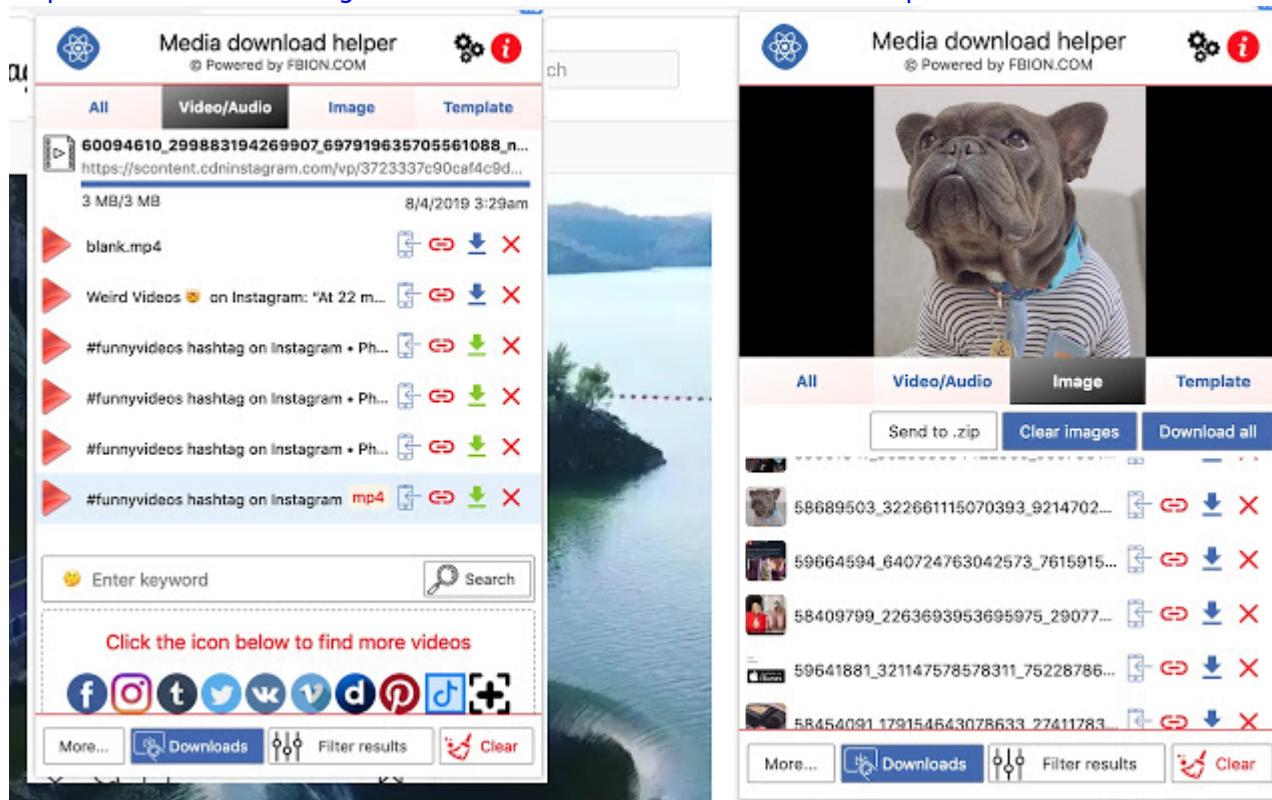 Media download helper
© Powered by FBION.COM
All
Video/Audio
Image
Template
60094610_299883194269907_6979196357055610​88_n...
https://scontent.cdninstagram.com/vp/3723337c90caf4c9d...
3 MB/3 MB
8/4/2019 3:29am
blank.mp4
Weird Videos 🤯 on Instagram: "At 22 m...
#funnyvideos hashtag on Instagram • Ph...
#funnyvideos hashtag on Instagram • Ph...
#funnyvideos hashtag on Instagram • Ph...
#funnyvideos hashtag on Instagram mp4
Enter keyword
Search
Click the icon below to find more videos
More...
Downloads
Filter results
Clear
ch
Media download helper
© Powered by FBION.COM
All
Video/Audio
Image
Template
Send to .zip
Clear images
Download all
58689503_322661115070393_9214702...
59664594_640724763042573_7615915...
58409799_2263693953695975_29077...
59641881_3211475785783​11_75228786...
58454091_179154643078633_27411783...
More...
Downloads
Filter results
Clear